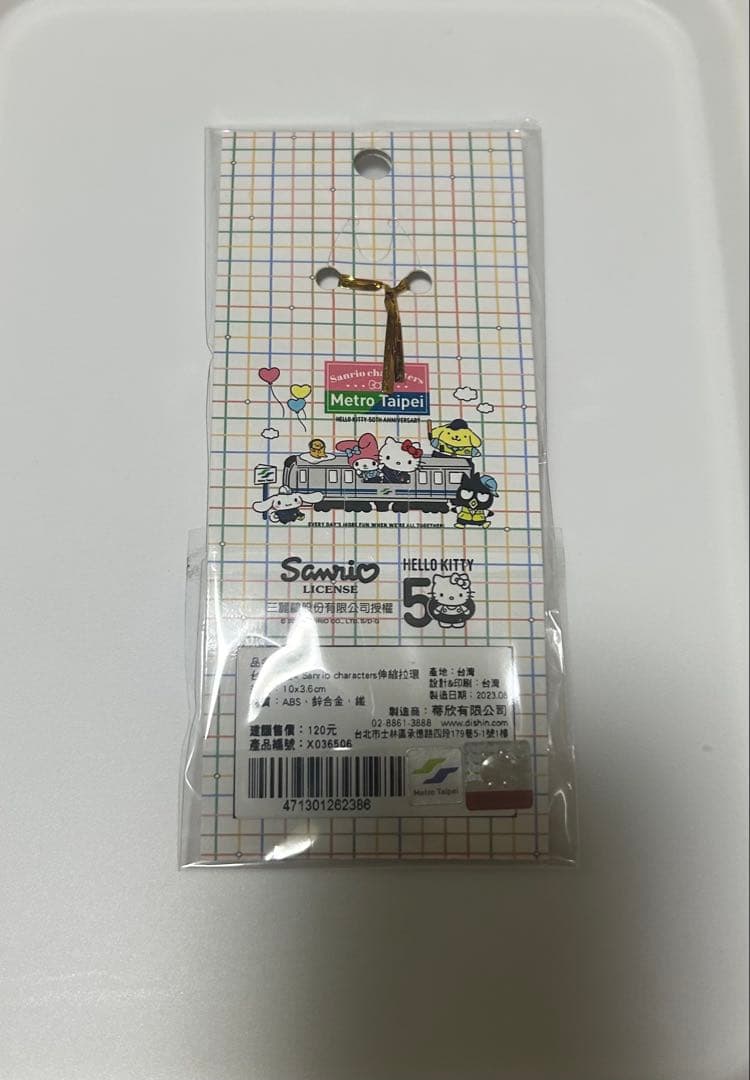 Sanrio characters
Metro Taipei
HELLO KITTY 50TH ANNIVERSARY
EVERY DAY'S MORE FUN WHEN WE'RE ALL TOGETHER!
Sanrio
LICENSE
三麗鷗股份有限公司授權
HELLO KITTY
50
CO., LTD. S/D·G
品
Sanrio characters伸縮拉環
：10x3.6cm
：ABS、鋅合金、鐵
產地：台灣
設計&印刷：台灣
製造日期：2023.08
製造商：蒂欣有限公司
02-8861-3888 www.dishin.com
台北市士林區承德路四段179巷5-1號1樓
建議售價：120元
產品編號：X036506
471301262386
Metro Taipei